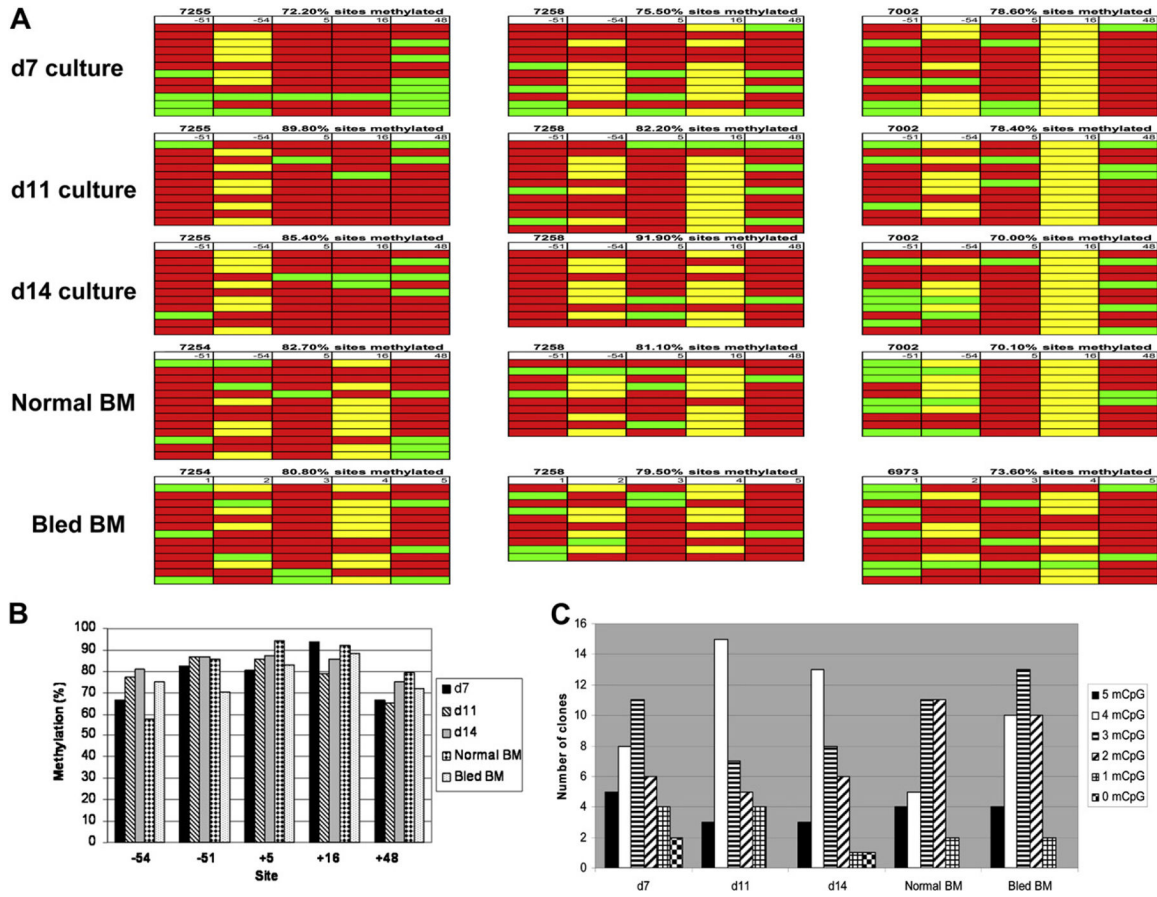 A
7255 72.20% sites methylated
-51 -54 5 16 48
7258 75.50% sites methylated
-51 -54 5 16 48
7002 78.60% sites methylated
-51 -54 5 16 48
d7 culture
7255 89.80% sites methylated
-51 -54 5 16 48
7258 82.20% sites methylated
-51 -54 5 16 48
7002 78.40% sites methylated
-51 -54 5 16 48
d11 culture
7255 85.40% sites methylated
-51 -54 5 16 48
7258 91.90% sites methylated
-51 -54 5 16 48
7002 70.00% sites methylated
-51 -54 5 16 48
d14 culture
7254 82.70% sites methylated
-51 -54 5 16 48
7258 81.10% sites methylated
-51 -54 5 16 48
7002 70.10% sites methylated
-51 -54 5 16 48
Normal BM
7254 80.80% sites methylated
1 2 3 4 5
7258 79.50% sites methylated
1 2 3 4 5
6973 73.60% sites methylated
1 2 3 4 5
Bled BM
B
Methylation (%)
100
90
80
70
60
50
40
30
20
10
0
-54 -51 +5 +16 +48
Site
d7
d11
d14
Normal BM
Bled BM
C
Number of clones
16
14
12
10
8
6
4
2
0
d7 d11 d14 Normal BM Bled BM
5 mCpG
4 mCpG
3 mCpG
2 mCpG
1 mCpG
0 mCpG